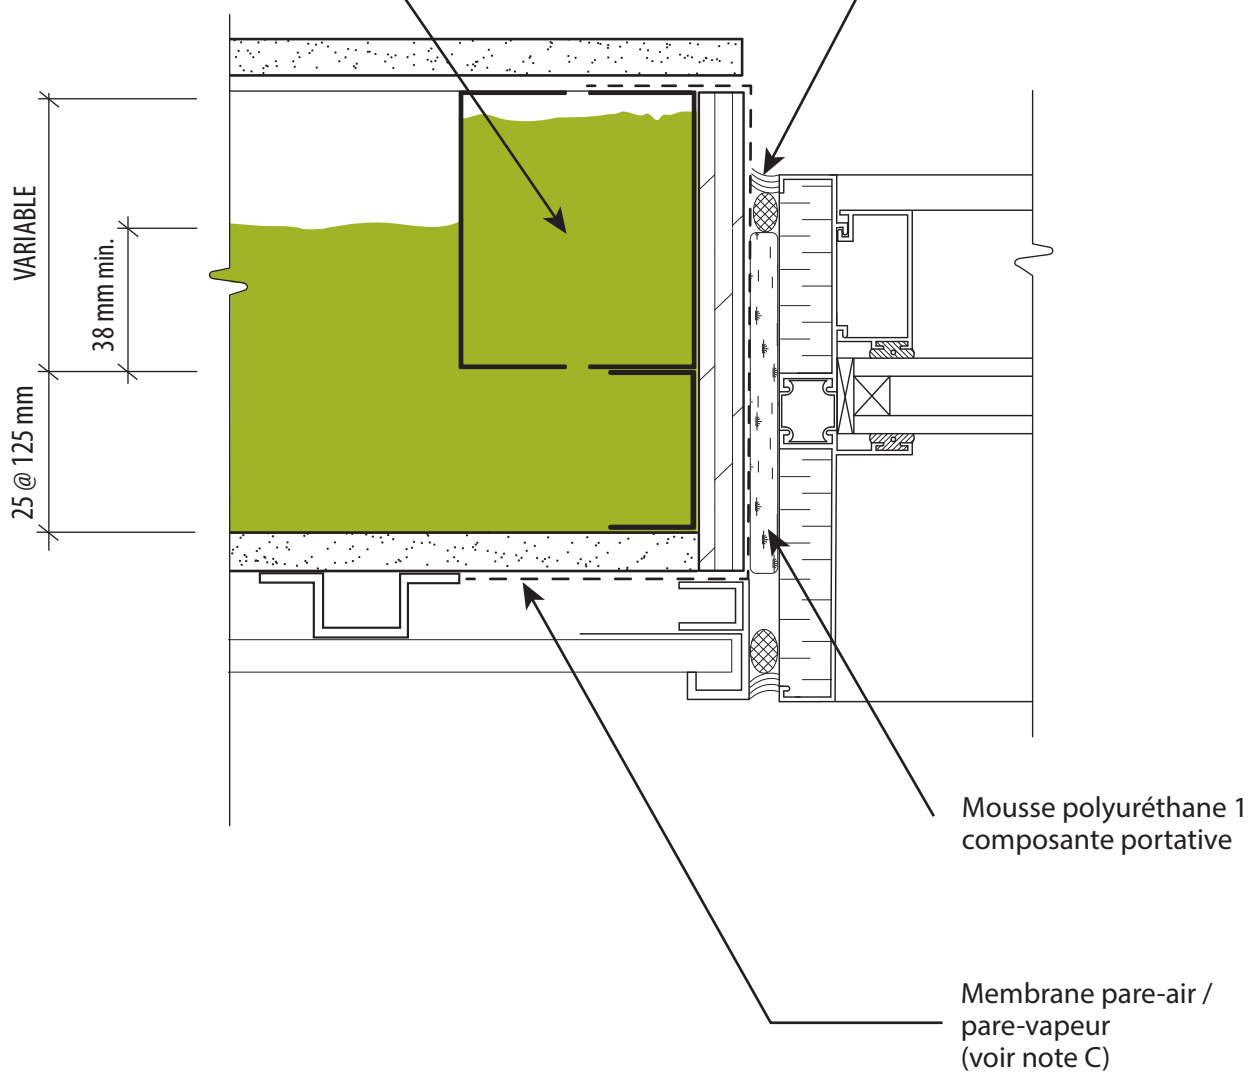 VARIABLE
38 mm min.
25 @ 125 mm
Mousse polyuréthane 1
composante portative
Membrane pare-air /
pare-vapeur
(voir note C)